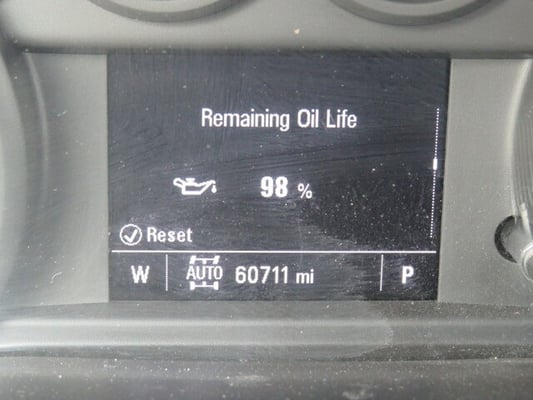 Remaining Oil Life
98 %
Reset
W AUTO 60711 mi P